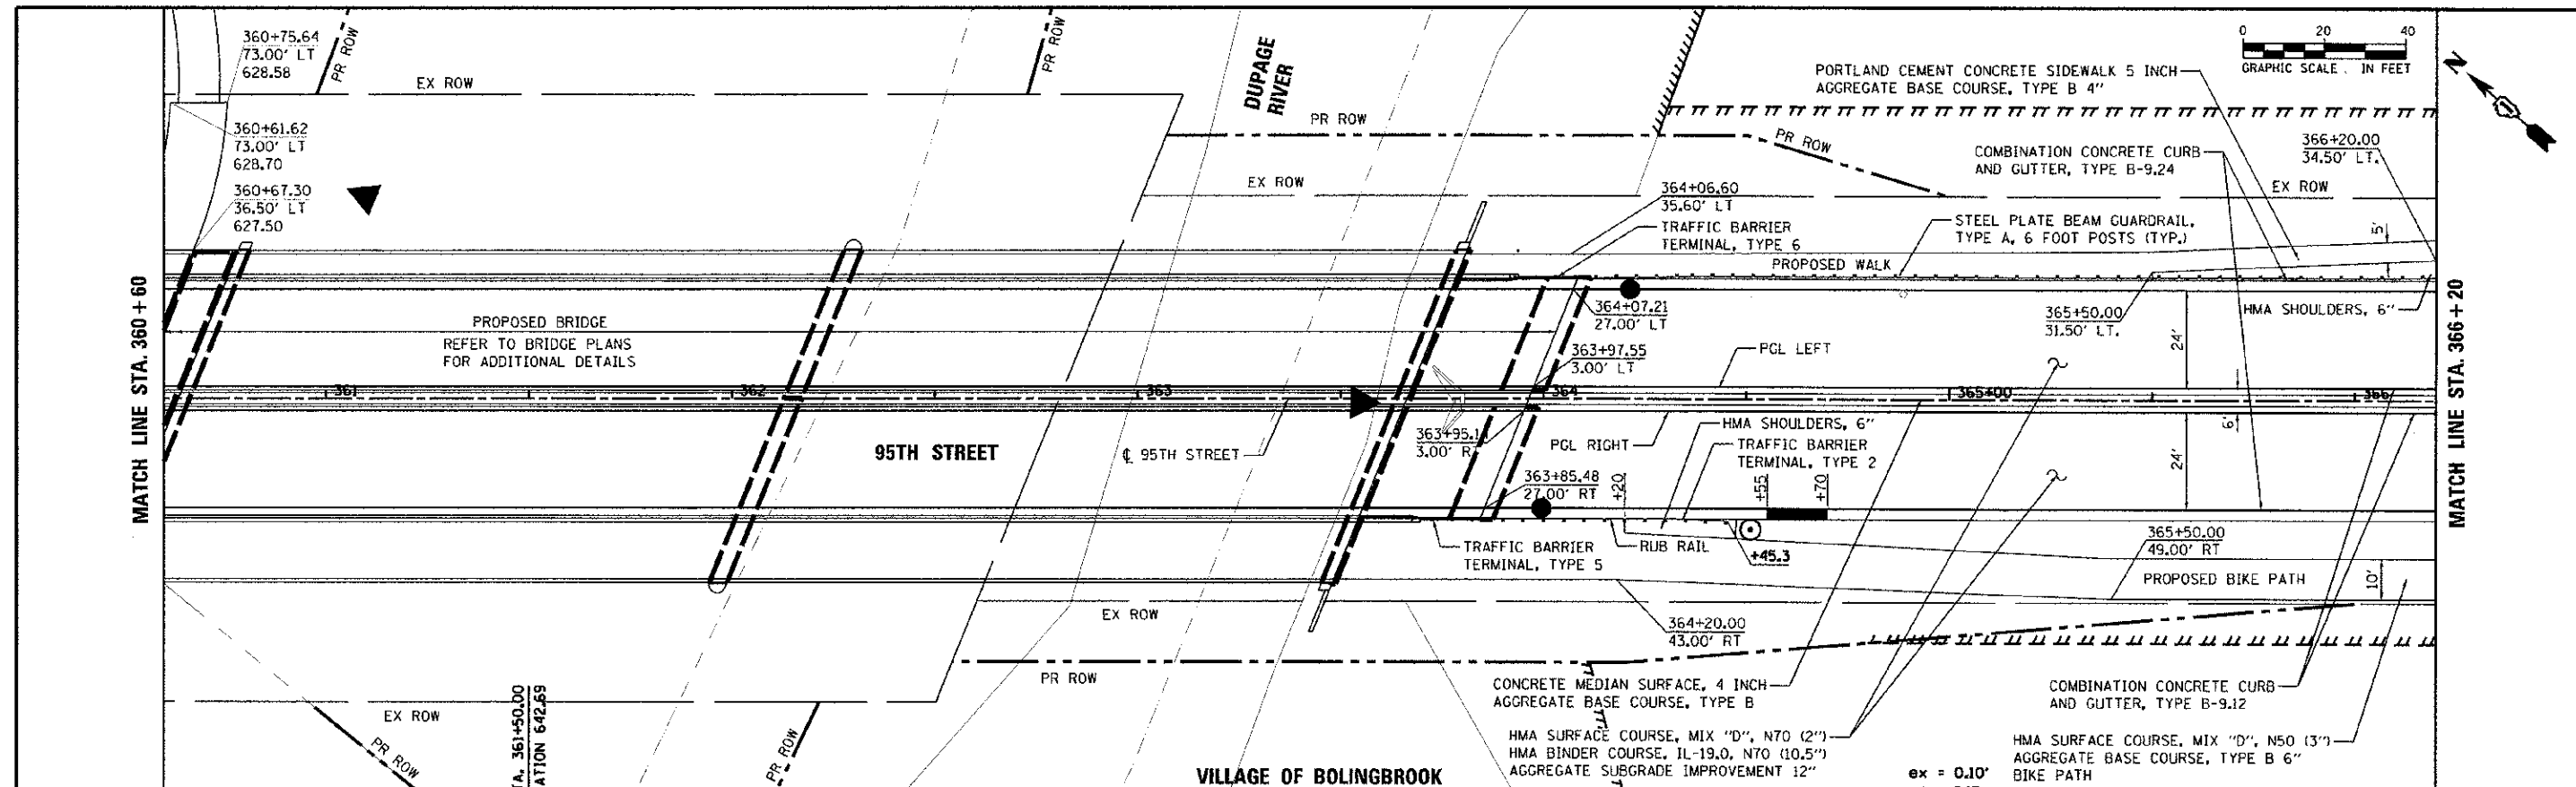 360+75.64
73.00' LT
628.58
PR ROW
EX ROW
PR ROW
DUPAGE
RIVER
0 20 40
GRAPHIC SCALE . IN FEET
N
PORTLAND CEMENT CONCRETE SIDEWALK 5 INCH
AGGREGATE BASE COURSE, TYPE B 4"
360+61.62
73.00' LT
628.70
PR ROW
PR ROW
COMBINATION CONCRETE CURB
AND GUTTER, TYPE B-9.24
366+20.00
34.50' LT.
360+67.30
36.50' LT
627.50
EX ROW
EX ROW
364+06.60
35.60' LT
TRAFFIC BARRIER
TERMINAL, TYPE 6
STEEL PLATE BEAM GUARDRAIL,
TYPE A, 6 FOOT POSTS (TYP.)
5'
PROPOSED WALK
MATCH LINE STA. 360+60
PROPOSED BRIDGE
REFER TO BRIDGE PLANS
FOR ADDITIONAL DETAILS
364+07.21
27.00' LT
365+50.00
31.50' LT.
HMA SHOULDERS, 6"
24'
MATCH LINE STA. 366+20
363+97.55
3.00' LT
PGL LEFT
361 362 363 364 365+00 366
95TH STREET
℄ 95TH STREET
363+95.1
3.00' R
PGL RIGHT
HMA SHOULDERS, 6"
TRAFFIC BARRIER
TERMINAL, TYPE 2
6'
24'
363+85.48
27.00' RT
+20
+55
+70
TRAFFIC BARRIER
TERMINAL, TYPE 5
RUB RAIL
+45.3
365+50.00
49.00' RT
PROPOSED BIKE PATH
10'
EX ROW
364+20.00
43.00' RT
PR ROW
EX ROW
PR ROW
TA. 361+50.00
ATION 642.69
PR ROW
CONCRETE MEDIAN SURFACE, 4 INCH
AGGREGATE BASE COURSE, TYPE B
COMBINATION CONCRETE CURB
AND GUTTER, TYPE B-9.12
HMA SURFACE COURSE, MIX "D", N70 (2")
HMA BINDER COURSE, IL-19.0, N70 (10.5")
AGGREGATE SUBGRADE IMPROVEMENT 12"
HMA SURFACE COURSE, MIX "D", N50 (3")
AGGREGATE BASE COURSE, TYPE B 6"
BIKE PATH
VILLAGE OF BOLINGBROOK
ex = 0.10'